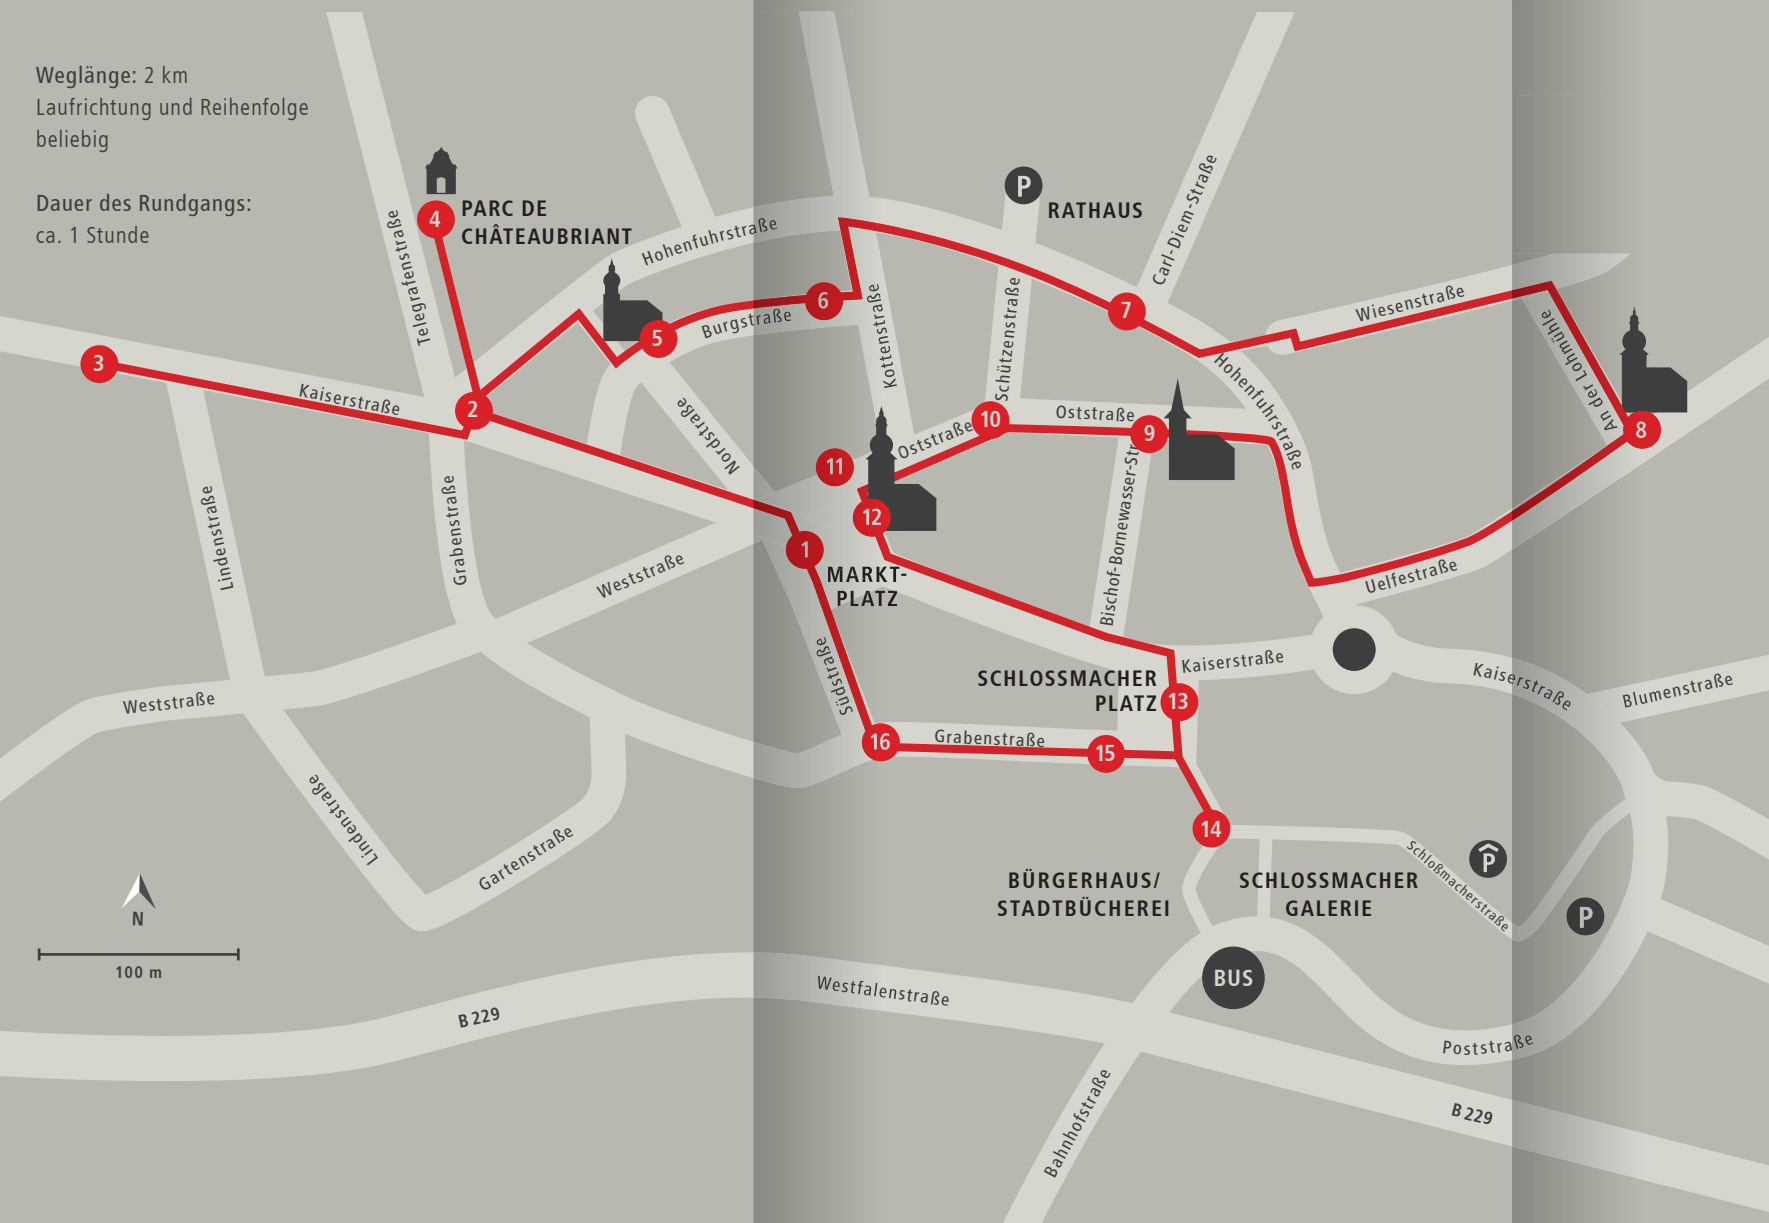 Weglänge: 2 km
Laufrichtung und Reihenfolge
beliebig
Dauer des Rundgangs:
ca. 1 Stunde
4
PARC DE
CHÂTEAUBRIANT
Telegrafenstraße
Hohenfuhrstraße
P
RATHAUS
Carl-Diem-Straße
3
Kaiserstraße
2
5
Burgstraße
6
Kottenstraße
Schützenstraße
7
Wiesenstraße
An der Lohmühle
8
Hohenfuhrstraße
Nordstraße
11
Oststraße
10
Oststraße
9
Bischof-Bornewasser-Str
12
1
MARKT-
PLATZ
Lindenstraße
Grabenstraße
Weststraße
Uelfestraße
Südstraße
SCHLOSSMACHER
PLATZ
13
Kaiserstraße
Kaiserstraße
Blumenstraße
Weststraße
16
Grabenstraße
15
14
Lindenstraße
Gartenstraße
BÜRGERHAUS/
STADTBÜCHEREI
SCHLOSSMACHER
GALERIE
Schloßmacherstraße
P
P
N
100 m
BUS
Westfalenstraße
B 229
Poststraße
Bahnhofstraße
B 229